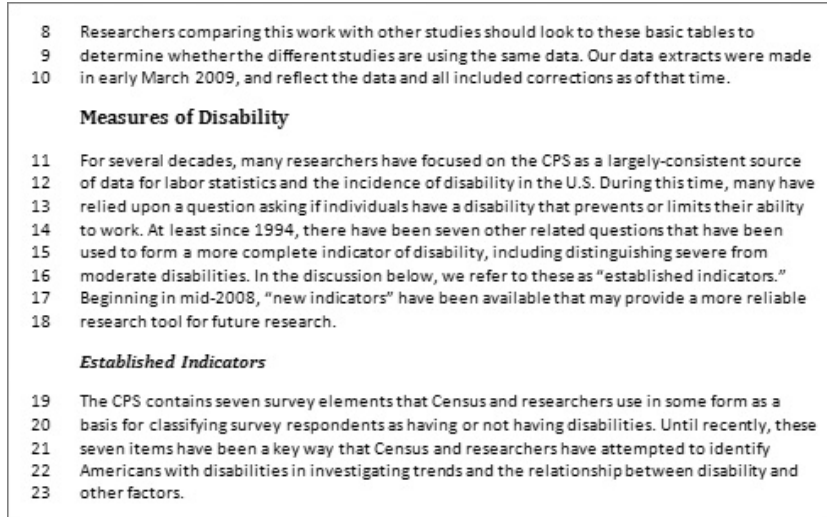 8 Researchers comparing this work with other studies should look to these basic tables to
9 determine whether the different studies are using the same data. Our data extracts were made
10 in early March 2009, and reflect the data and all included corrections as of that time.
Measures of Disability
11 For several decades, many researchers have focused on the CPS as a largely-consistent source
12 of data for labor statistics and the incidence of disability in the U.S. During this time, many have
13 relied upon a question asking if individuals have a disability that prevents or limits their ability
14 to work. At least since 1994, there have been seven other related questions that have been
15 used to form a more complete indicator of disability, including distinguishing severe from
16 moderate disabilities. In the discussion below, we refer to these as “established indicators.”
17 Beginning in mid-2008, “new indicators” have been available that may provide a more reliable
18 research tool for future research.
Established Indicators
19 The CPS contains seven survey elements that Census and researchers use in some form as a
20 basis for classifying survey respondents as having or not having disabilities. Until recently, these
21 seven items have been a key way that Census and researchers have attempted to identify
22 Americans with disabilities in investigating trends and the relationship between disability and
23 other factors.